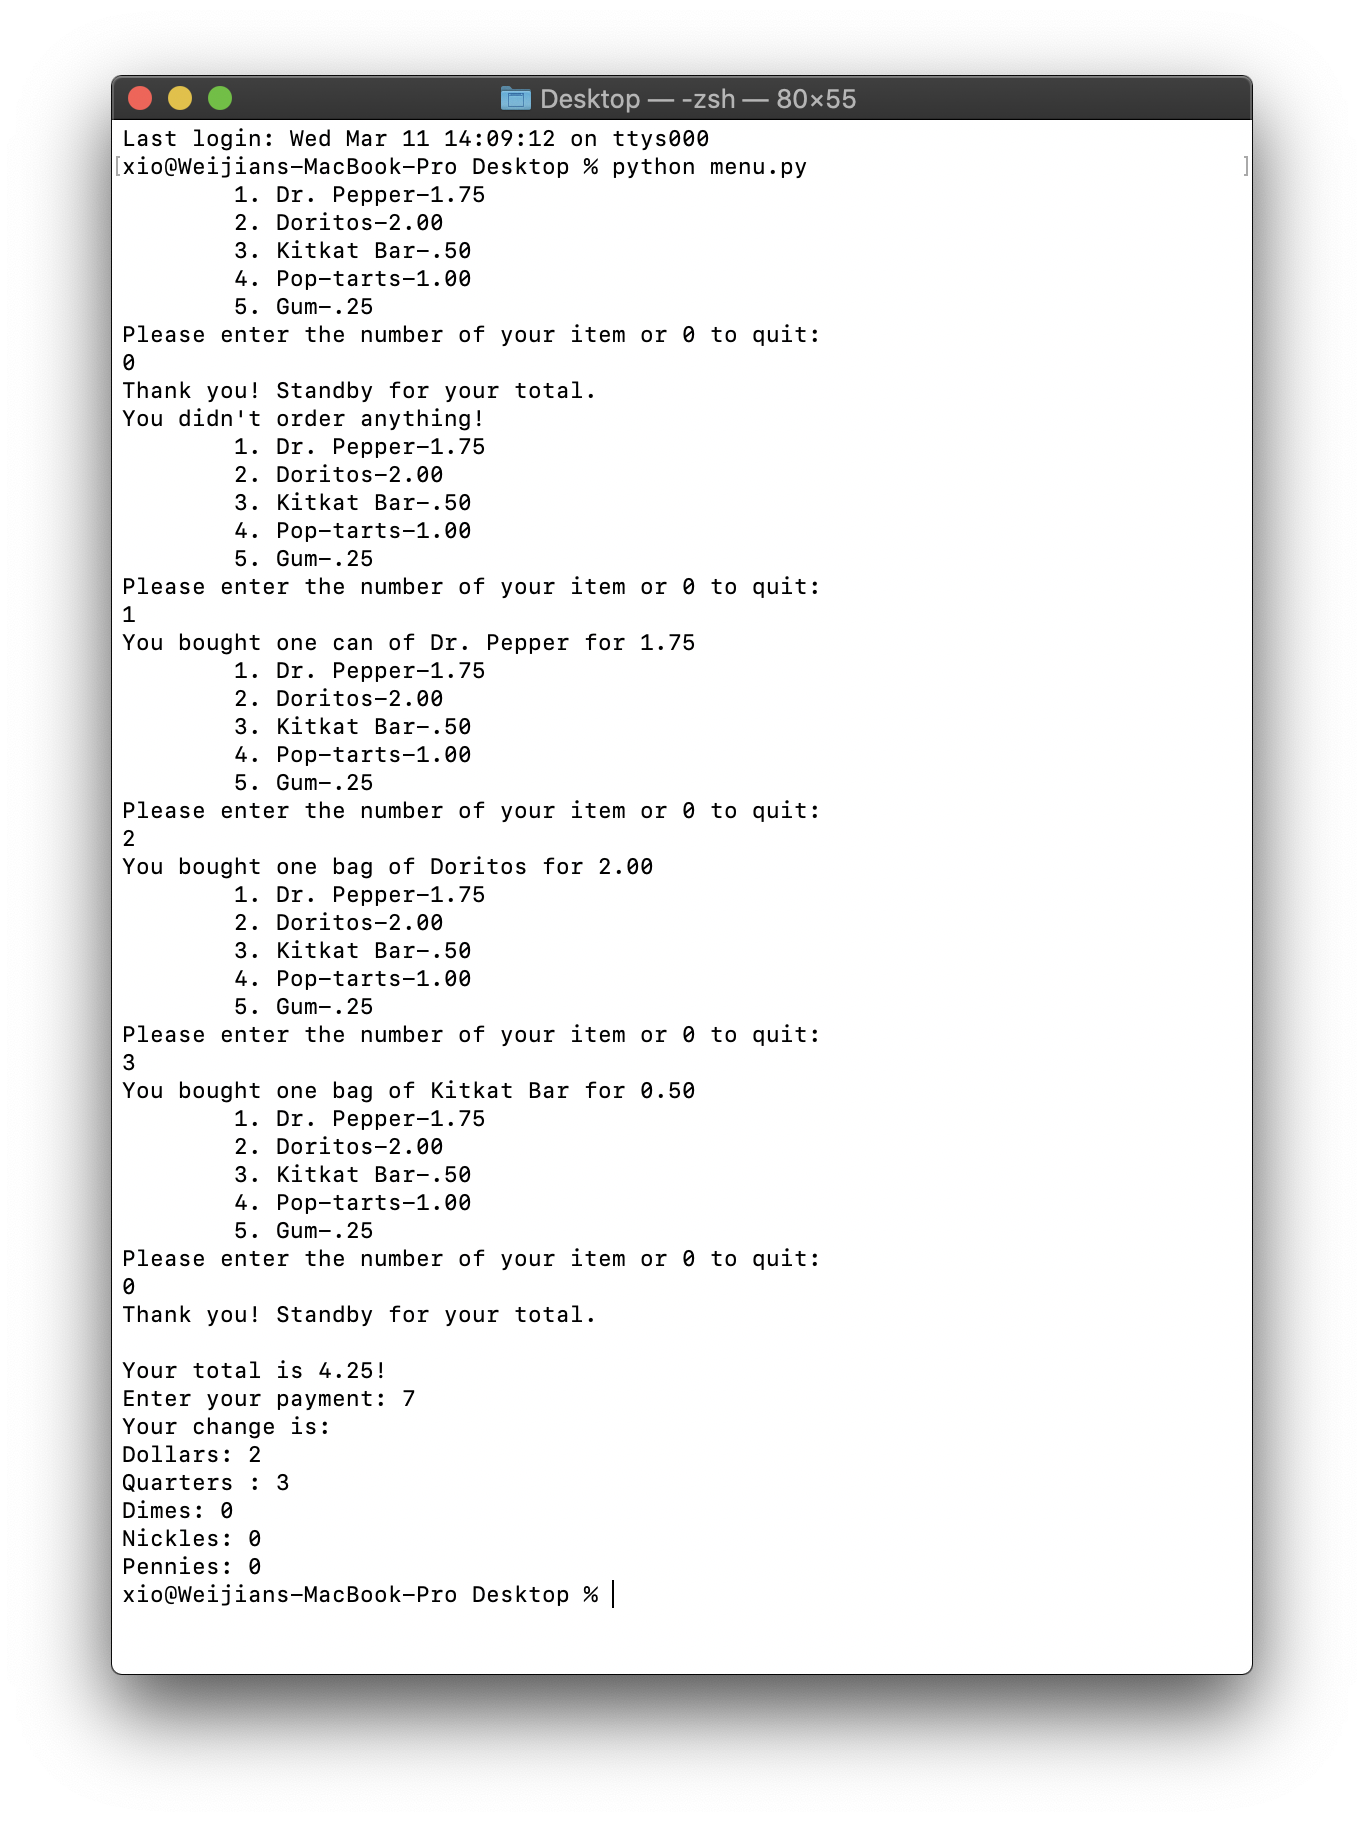 Desktop — -zsh — 80×55
Last login: Wed Mar 11 14:09:12 on ttys000
[xio@Weijians-MacBook-Pro Desktop % python menu.py ]
1. Dr. Pepper-1.75
2. Doritos-2.00
3. Kitkat Bar-.50
4. Pop-tarts-1.00
5. Gum-.25
Please enter the number of your item or 0 to quit:
0
Thank you! Standby for your total.
You didn't order anything!
1. Dr. Pepper-1.75
2. Doritos-2.00
3. Kitkat Bar-.50
4. Pop-tarts-1.00
5. Gum-.25
Please enter the number of your item or 0 to quit:
1
You bought one can of Dr. Pepper for 1.75
1. Dr. Pepper-1.75
2. Doritos-2.00
3. Kitkat Bar-.50
4. Pop-tarts-1.00
5. Gum-.25
Please enter the number of your item or 0 to quit:
2
You bought one bag of Doritos for 2.00
1. Dr. Pepper-1.75
2. Doritos-2.00
3. Kitkat Bar-.50
4. Pop-tarts-1.00
5. Gum-.25
Please enter the number of your item or 0 to quit:
3
You bought one bag of Kitkat Bar for 0.50
1. Dr. Pepper-1.75
2. Doritos-2.00
3. Kitkat Bar-.50
4. Pop-tarts-1.00
5. Gum-.25
Please enter the number of your item or 0 to quit:
0
Thank you! Standby for your total.
Your total is 4.25!
Enter your payment: 7
Your change is:
Dollars: 2
Quarters : 3
Dimes: 0
Nickles: 0
Pennies: 0
xio@Weijians-MacBook-Pro Desktop %